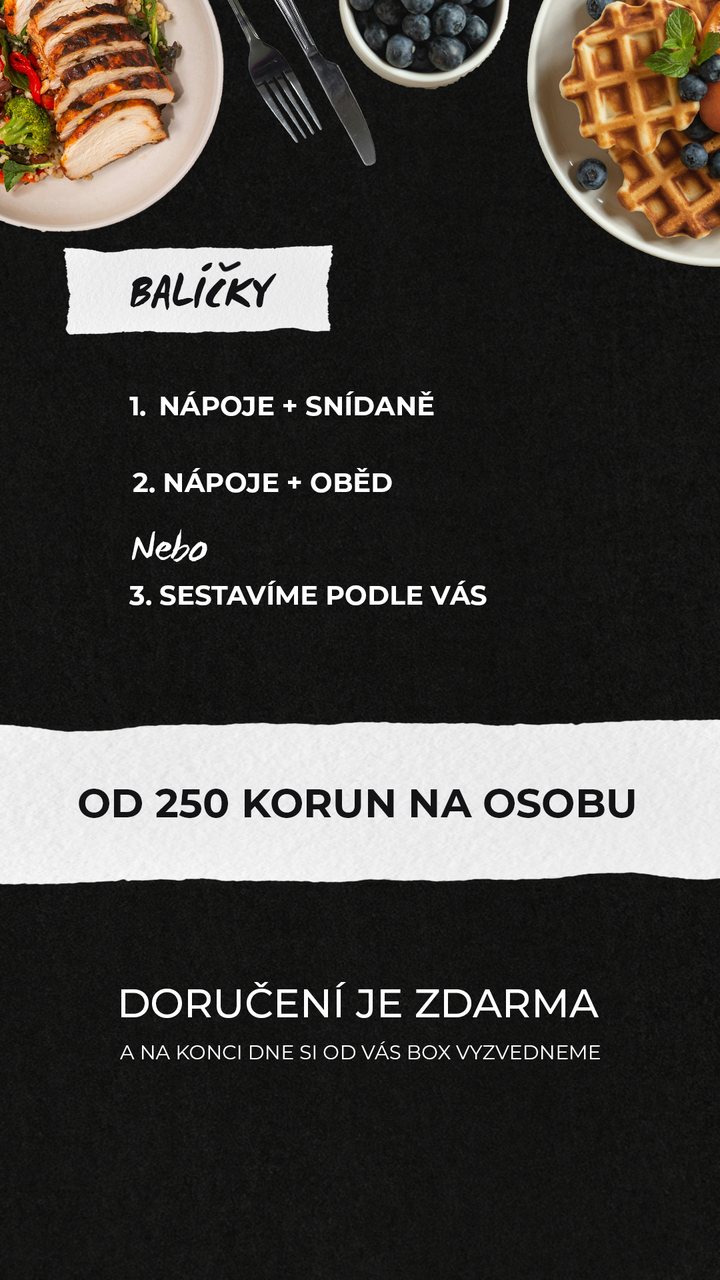 BALÍČKY
1. NÁPOJE + SNÍDANĚ
2. NÁPOJE + OBĚD
Nebo
3. SESTAVÍME PODLE VÁS
OD 250 KORUN NA OSOBU
DORUČENÍ JE ZDARMA
A NA KONCI DNE SI OD VÁS BOX VYZVEDNEME